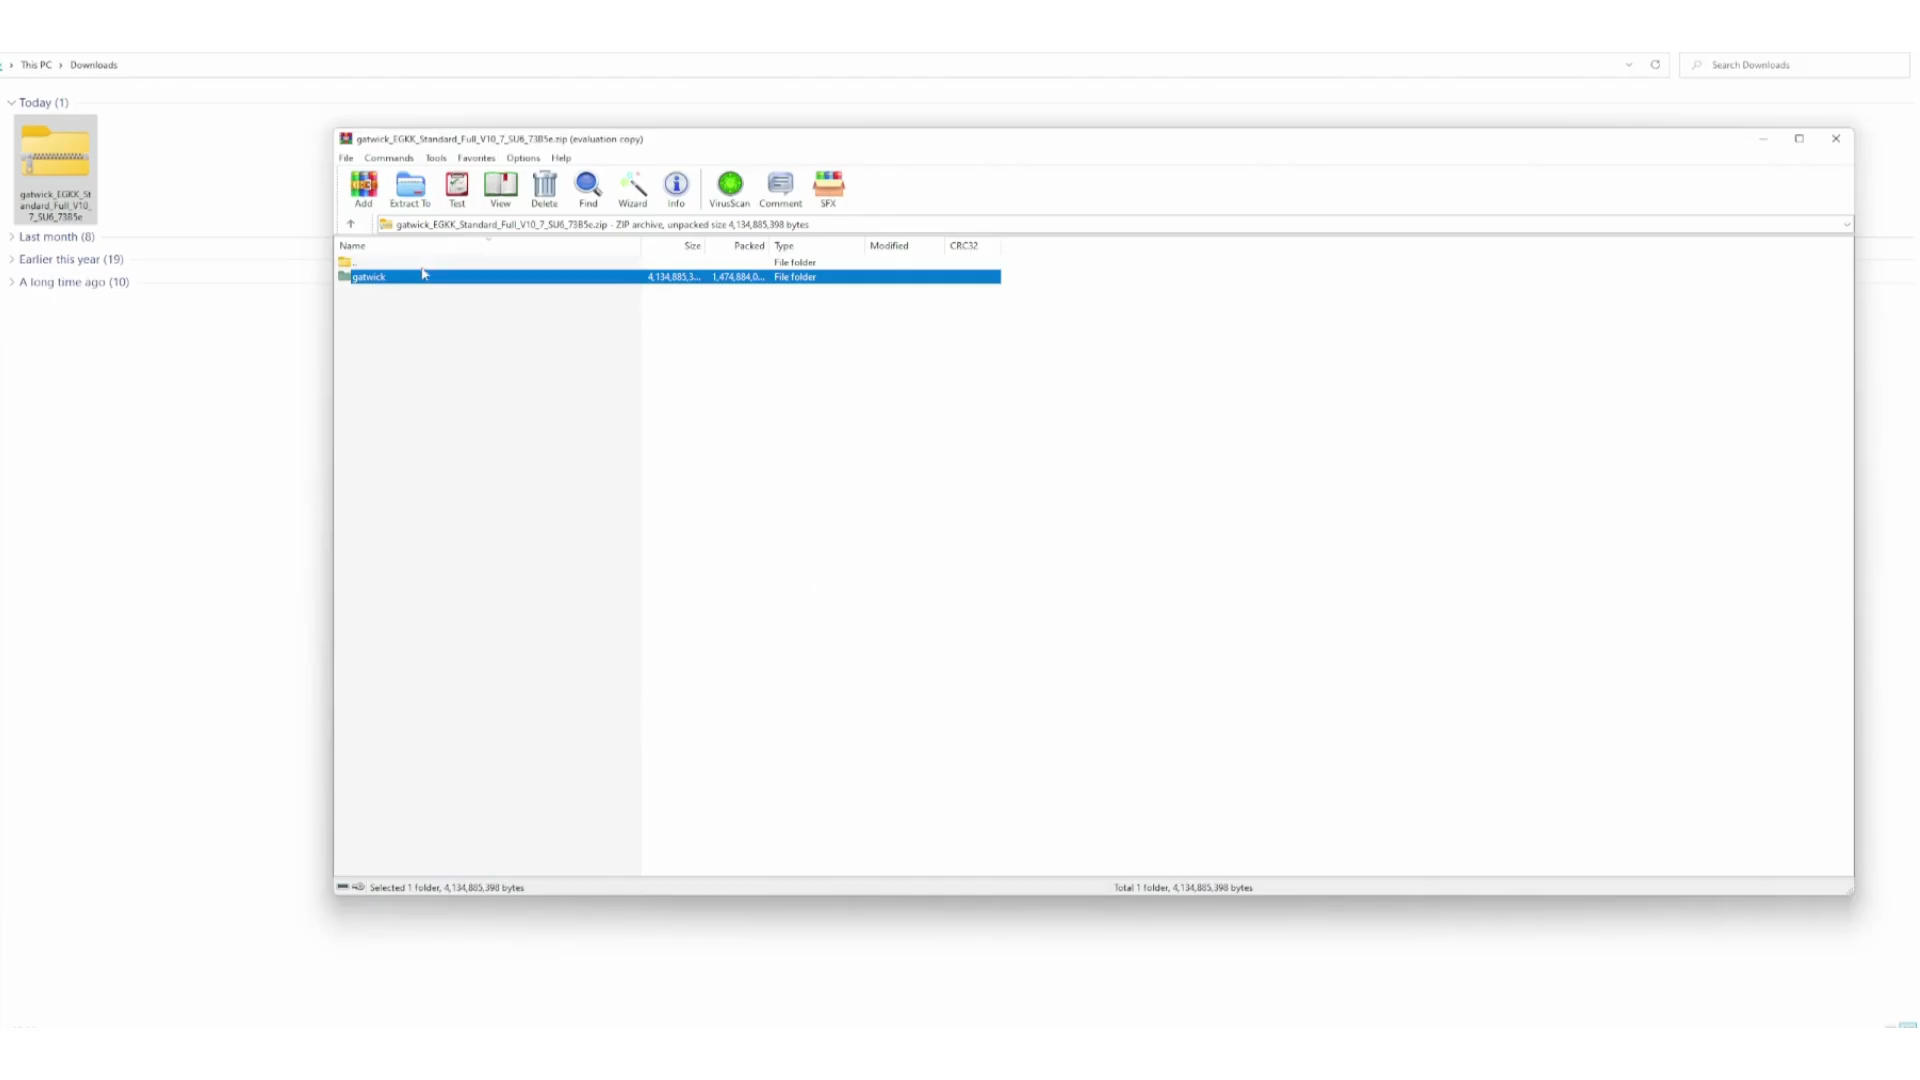 This PC > Downloads
Search Downloads
Today (1)
gatwick_EGKK_St
andard_Full_V10_
7_SU6_73B5e
Last month (8)
Earlier this year (19)
A long time ago (10)
gatwick_EGKK_Standard_Full_V10_7_SU6_73B5e.zip (evaluation copy)
File Commands Tools Favorites Options Help
Add Extract To Test View Delete Find Wizard Info VirusScan Comment SFX
gatwick_EGKK_Standard_Full_V10_7_SU6_73B5e.zip - ZIP archive, unpacked size 4,134,885,398 bytes
Name Size Packed Type Modified CRC32
.. File folder
gatwick 4,134,885,3... 1,474,884,0... File folder
Selected 1 folder, 4,134,885,398 bytes
Total 1 folder, 4,134,885,398 bytes